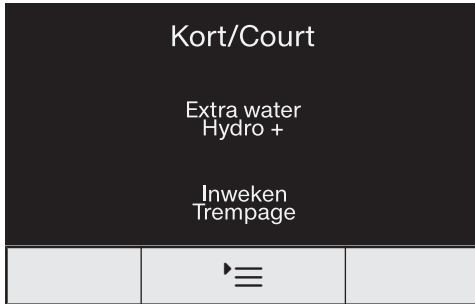 Kort/Court
Extra water
Hydro +
Inweken
Trempage